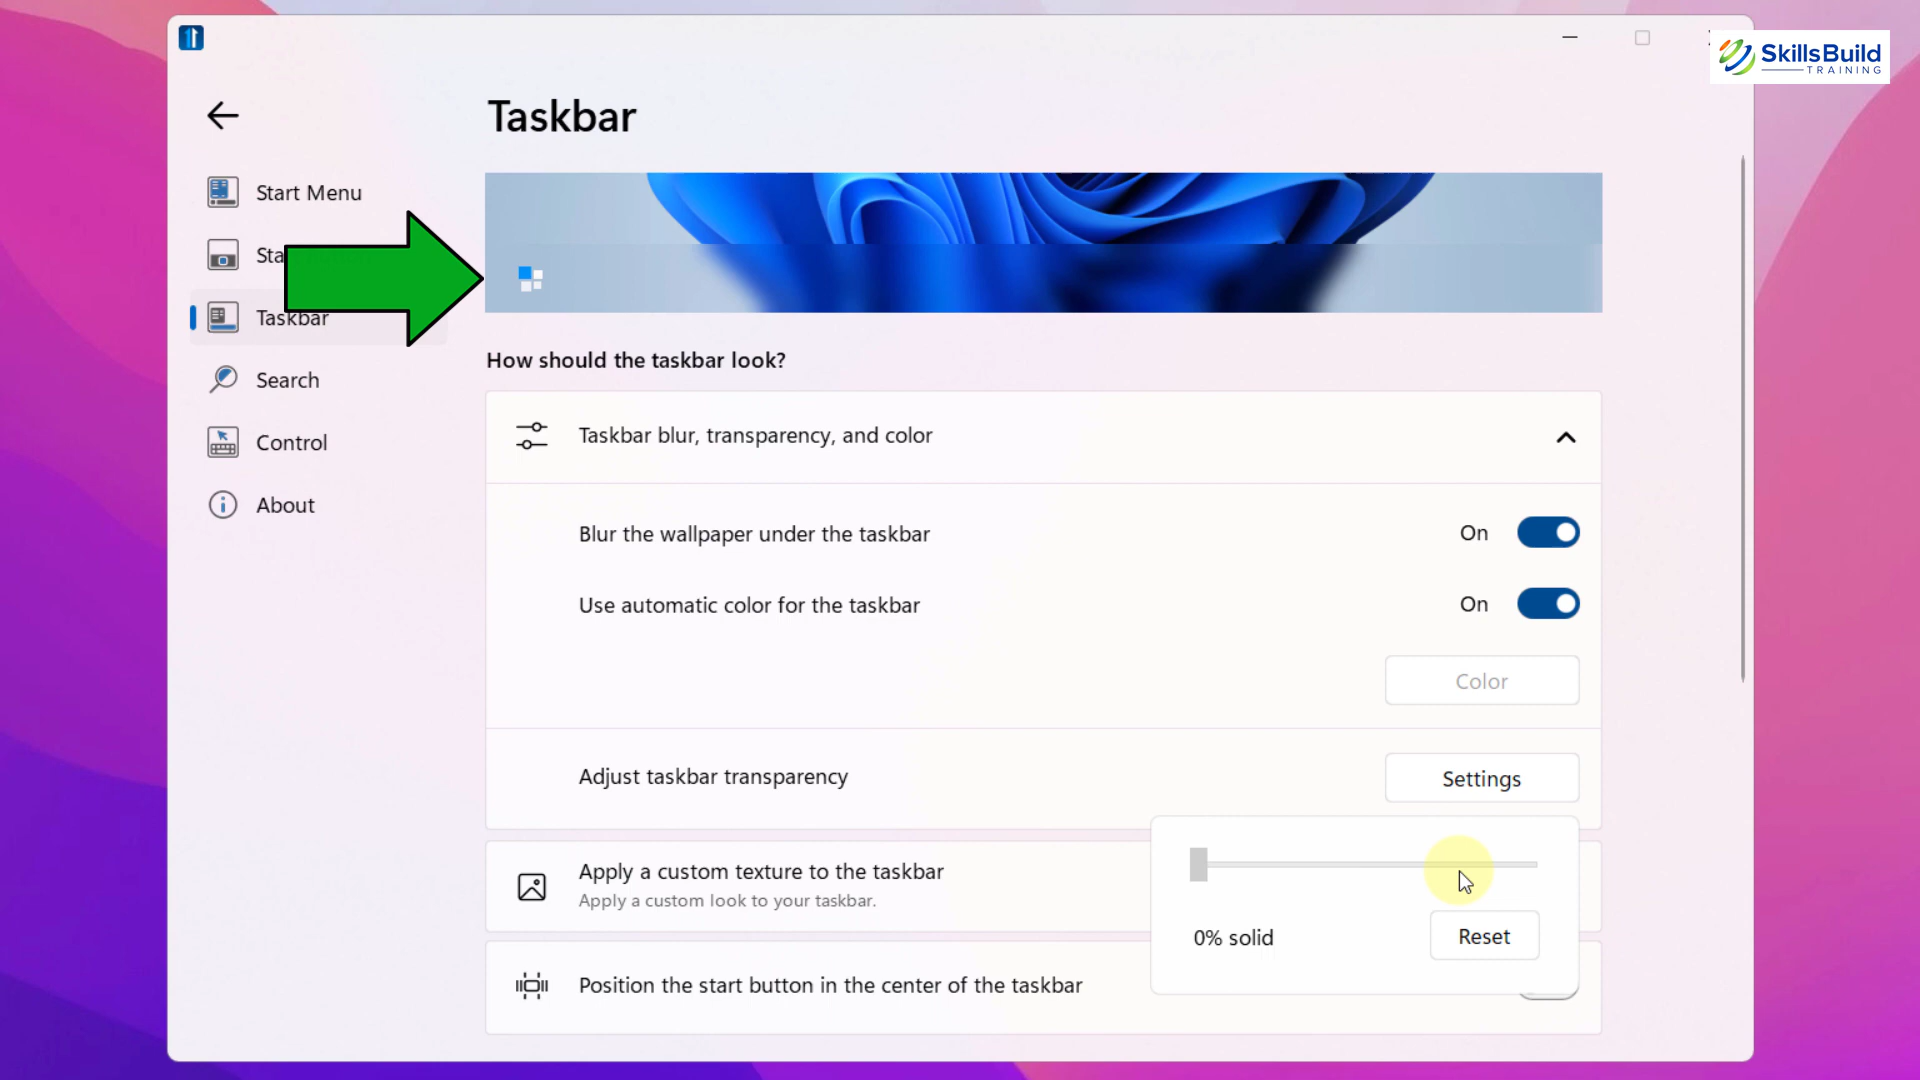 SkillsBuild
TRAINING
Taskbar
Start Menu
Sta
Taskbar
Search
Control
About
How should the taskbar look?
Taskbar blur, transparency, and color
Blur the wallpaper under the taskbar
On
Use automatic color for the taskbar
On
Color
Adjust taskbar transparency
Settings
Apply a custom texture to the taskbar
Apply a custom look to your taskbar.
0% solid
Reset
Position the start button in the center of the taskbar